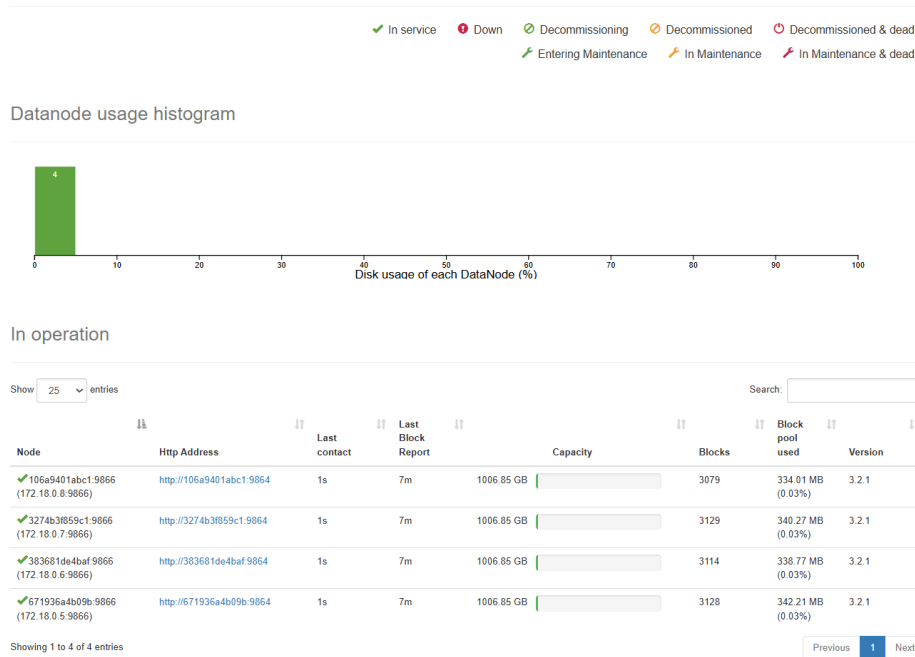 In service Down Decommissioning Decommissioned Decommissioned & dead
Entering Maintenance In Maintenance In Maintenance & dead
Datanode usage histogram
4
0 10 20 30 40 50 60 70 80 90 100
Disk usage of each DataNode (%)
In operation
Show 25 entries Search:
Node Http Address Last contact Last Block Report Capacity Blocks Block pool used Version
106a9401abc1:9866 http://106a9401abc1:9864 1s 7m 1006.85 GB 3079 334.01 MB 3.2.1
(172.18.0.8:9866) (0.03%)
3274b3f859c1:9866 http://3274b3f859c1:9864 1s 7m 1006.85 GB 3129 340.27 MB 3.2.1
(172.18.0.7:9866) (0.03%)
383681de4baf:9866 http://383681de4baf:9864 1s 7m 1006.85 GB 3114 338.77 MB 3.2.1
(172.18.0.6:9866) (0.03%)
671936a4b09b:9866 http://671936a4b09b:9864 1s 7m 1006.85 GB 3128 342.21 MB 3.2.1
(172.18.0.5:9866) (0.03%)
Showing 1 to 4 of 4 entries Previous 1 Next